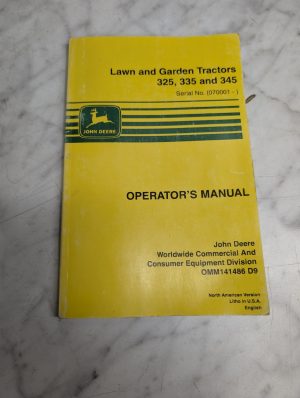 Lawn and Garden Tractors
325, 335 and 345
Serial No. (070001 - )
JOHN DEERE
OPERATOR'S MANUAL
John Deere
Worldwide Commercial And
Consumer Equipment Division
OMM141486 D9
North American Version
Litho in U.S.A.
English